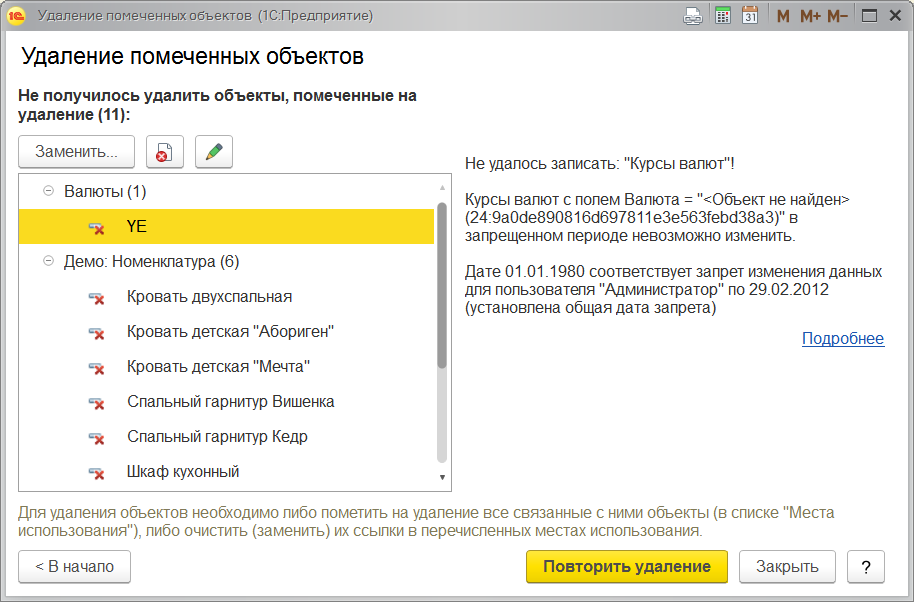 Удаление помеченных объектов (1С:Предприятие)
31
M M+ M−
Удаление помеченных объектов
Не получилось удалить объекты, помеченные на
удаление (11):
Заменить...
Валюты (1)
YE
Демо: Номенклатура (6)
Кровать двухспальная
Кровать детская "Абориген"
Кровать детская "Мечта"
Спальный гарнитур Вишенка
Спальный гарнитур Кедр
Шкаф кухонный
Не удалось записать: "Курсы валют"!
Курсы валют с полем Валюта = "<Объект не найден>
(24:9a0de890816d697811e3e563febd38a3)" в
запрещенном периоде невозможно изменить.
Дате 01.01.1980 соответствует запрет изменения данных
для пользователя "Администратор" по 29.02.2012
(установлена общая дата запрета)
Подробнее
Для удаления объектов необходимо либо пометить на удаление все связанные с ними объекты (в списке "Места
использования"), либо очистить (заменить) их ссылки в перечисленных местах использования.
< В начало
Повторить удаление
Закрыть
?